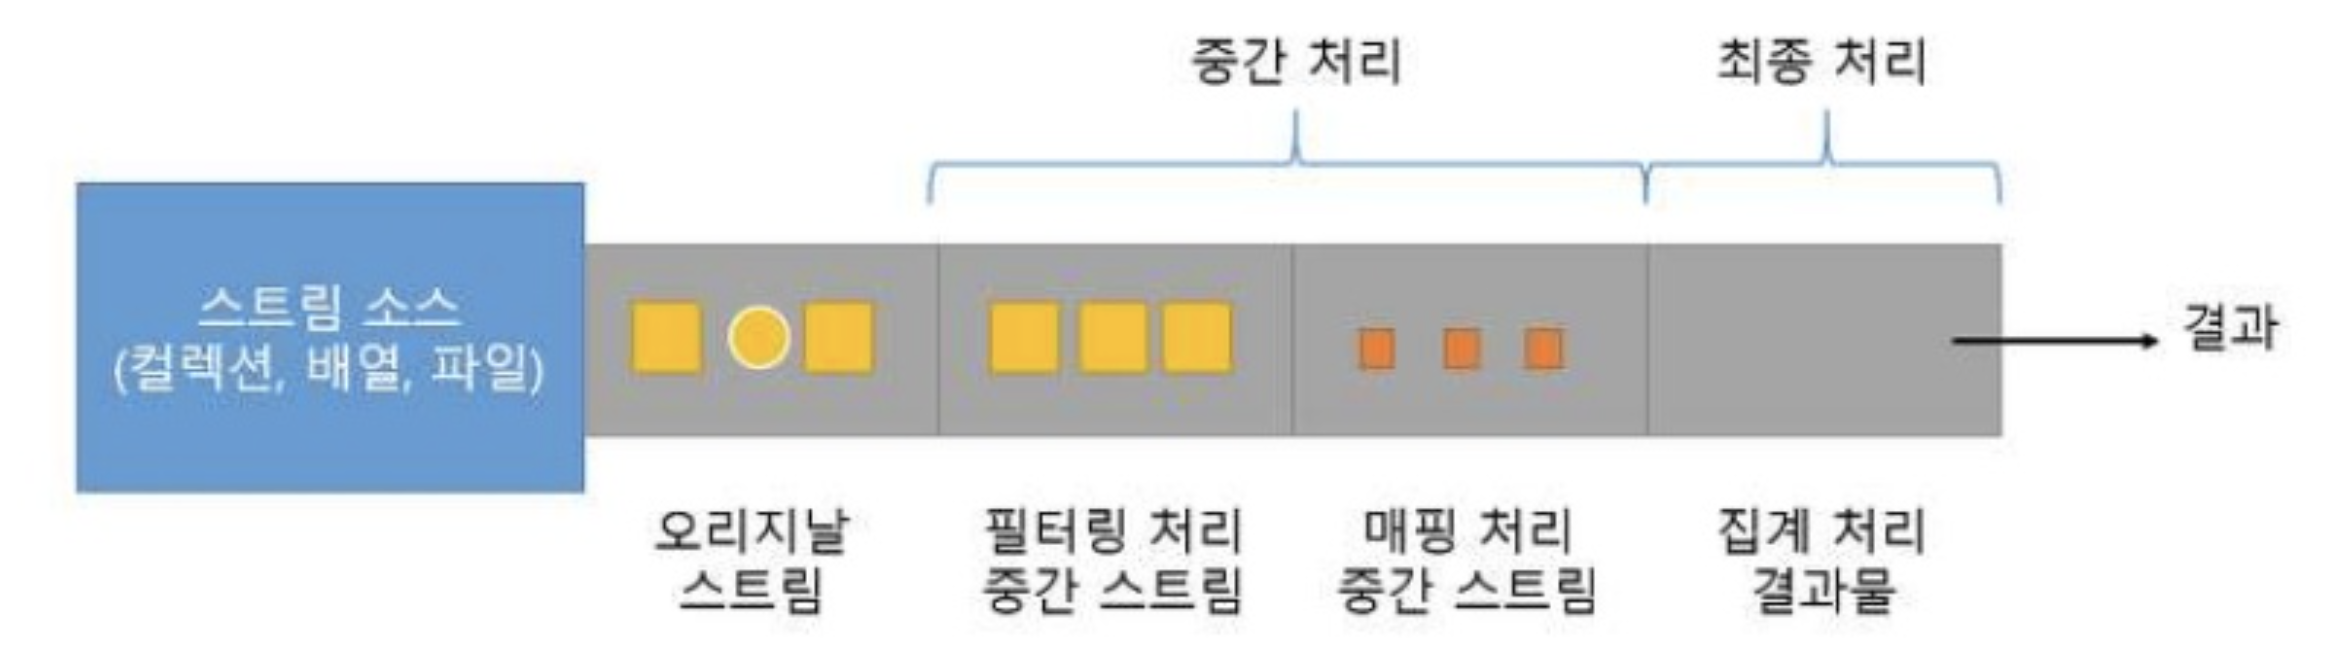 중간 처리
최종 처리
스트림 소스
(컬렉션, 배열, 파일)
결과
오리지날
스트림
필터링 처리
중간 스트림
매핑 처리
중간 스트림
집계 처리
결과물